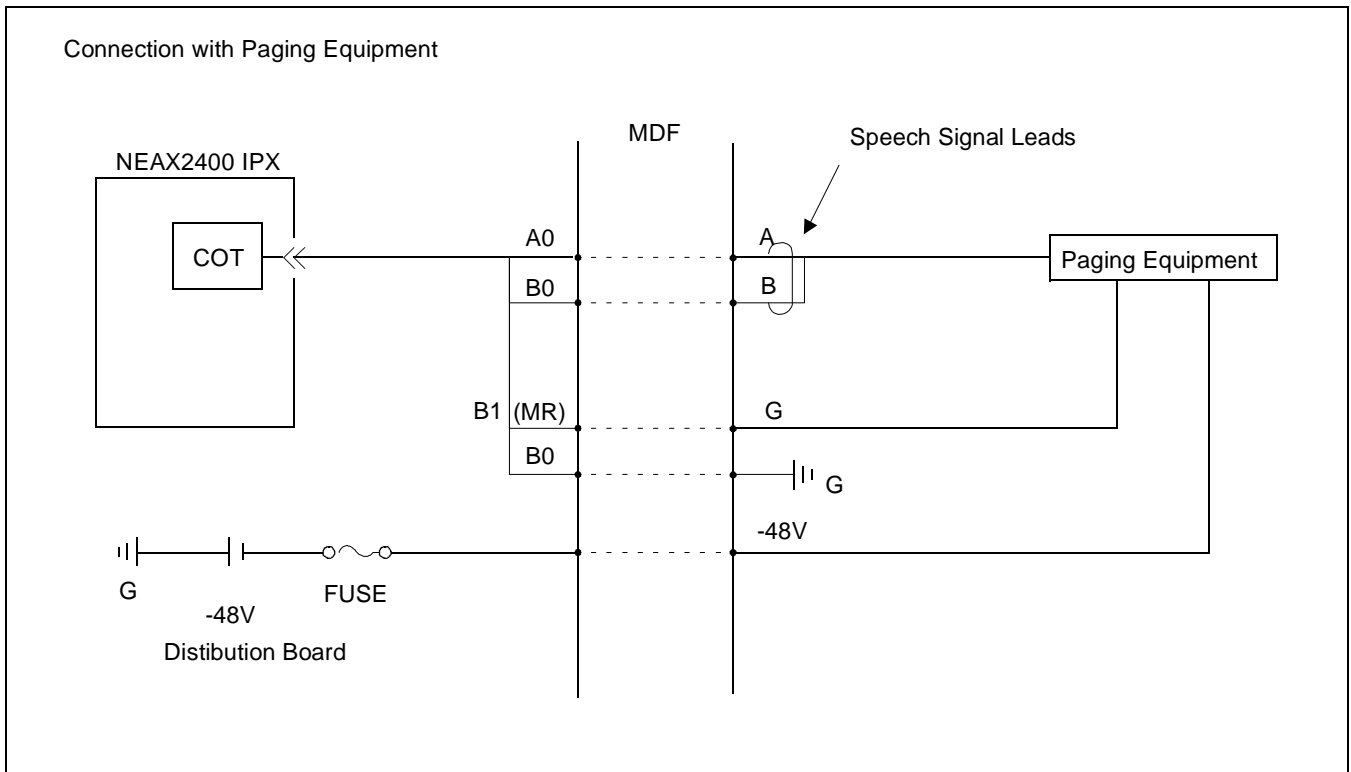 Connection with Paging Equipment
MDF
Speech Signal Leads
NEAX2400 IPX
COT
A0
A
Paging Equipment
B0
B
B1 (MR)
G
B0
G
-48V
G
FUSE
-48V
Distibution Board